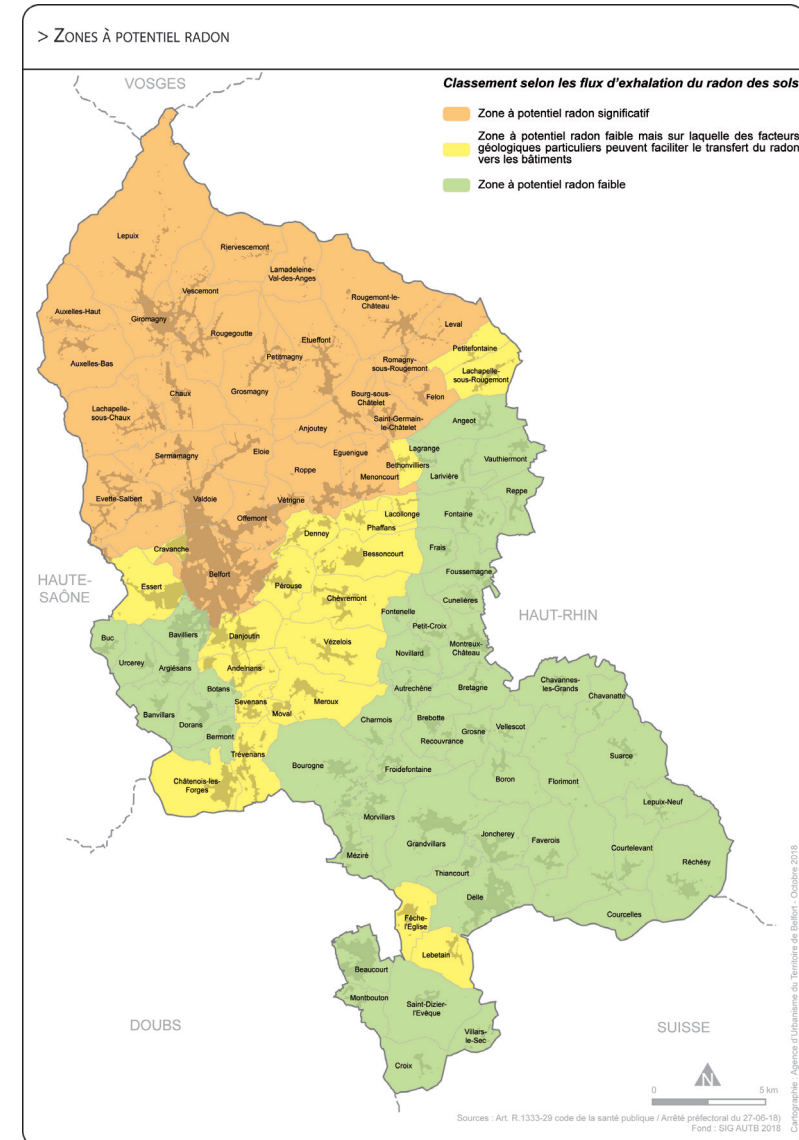 > Zones à potentiel radon
VOSGES
Classement selon les flux d'exhalation du radon des sols
Zone à potentiel radon significatif
Zone à potentiel radon faible mais sur laquelle des facteurs
géologiques particuliers peuvent faciliter le transfert du radon
vers les bâtiments
Zone à potentiel radon faible
Lepuix
Riervescemont
Lamadeleine-
Val-des-Anges
Vescemont
Rougemont-le-
Château
Auxelles-Haut
Giromagny
Leval
Rougegoutte
Etueffont
Petitefontaine
Petitmagny
Auxelles-Bas
Romagny-
sous-Rougemont
Lachapelle-
sous-Rougemont
Chaux
Grosmagny
Bourg-sous-
Châtelet
Felon
Lachapelle-
sous-Chaux
Saint-Germain-
le-Châtelet
Angeot
Anjoutey
Lagrange
Sermamagny
Eloie
Eguenigue
Vauthiermont
Bethonvilliers
Roppe
Menoncourt
Larivière
Reppe
Evette-Salbert
Valdoie
Vétrigne
Offemont
Lacollonge
Fontaine
Phaffans
Denney
Cravanche
Bessoncourt
Frais
Belfort
Foussemagne
HAUTE-
SAÔNE
Essert
Pérouse
Chèvremont
Cunelières
Fontenelle
HAUT-RHIN
Petit-Croix
Buc
Bavilliers
Danjoutin
Vézelois
Montreux-
Château
Novillard
Urcerey
Argiésans
Andelnans
Chavannes-
les-Grands
Botans
Autrechêne
Bretagne
Chavanatte
Sevenans
Meroux
Moval
Banvillars
Dorans
Charmois
Brebotte
Vellescot
Bermont
Grosne
Recouvrance
Trévenans
Suarce
Bourogne
Froidefontaine
Châtenois-les-
Forges
Boron
Florimont
Lepuix-Neuf
Morvillars
Joncherey
Grandvillars
Faverois
Courtelevant
Méziré
Réchésy
Thiancourt
Delle
Courcelles
Fêche-
l'Eglise
Lebetain
Beaucourt
Montbouton
Saint-Dizier-
l'Evêque
DOUBS
SUISSE
Villars-
le-Sec
Croix
N
0 5 km
Sources : Art. R.1333-29 code de la santé publique / Arrêté préfectoral du 27-06-18)
Fond : SIG AUTB 2018
Cartographie : Agence d'Urbanisme du Territoire de Belfort - Octobre 2018